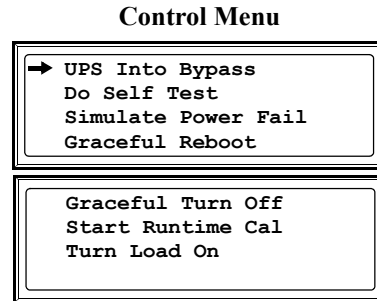 Control Menu
UPS Into Bypass
Do Self Test
Simulate Power Fail
Graceful Reboot
Graceful Turn Off
Start Runtime Cal
Turn Load On